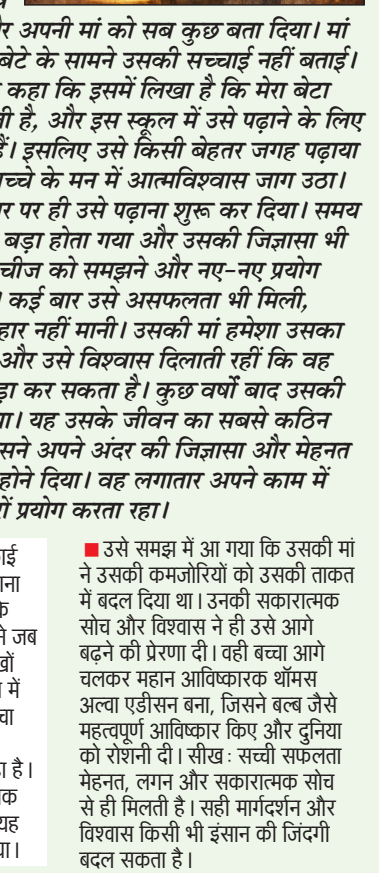 र अपनी मां को सब कुछ बता दिया। मां
बेटे के सामने उसकी सच्चाई नहीं बताई।
कहा कि इसमें लिखा है कि मेरा बेटा
है, और इस स्कूल में उसे पढ़ाने के लिए
हैं। इसलिए उसे किसी बेहतर जगह पढ़ाया
च्चे के मन में आत्मविश्वास जाग उठा।
र पर ही उसे पढ़ाना शुरू कर दिया। समय
बड़ा होता गया और उसकी जिज्ञासा भी
चीज को समझने और नए-नए प्रयोग
कई बार उसे असफलता भी मिली,
हार नहीं मानी। उसकी मां हमेशा उसका
और उसे विश्वास दिलाती रहीं कि वह
ड़ा कर सकता है। कुछ वर्षों बाद उसकी
या। यह उसके जीवन का सबसे कठिन
सने अपने अंदर की जिज्ञासा और मेहनत
होने दिया। वह लगातार अपने काम में
रों प्रयोग करता रहा।
ाई
ाना
के
से जब
खों
में
चा
ा है।
क
यह
ा।
■ उसे समझ में आ गया कि उसकी मां
ने उसकी कमजोरियों को उसकी ताकत
में बदल दिया था। उनकी सकारात्मक
सोच और विश्वास ने ही उसे आगे
बढ़ने की प्रेरणा दी। वही बच्चा आगे
चलकर महान आविष्कारक थॉमस
अल्वा एडीसन बना, जिसने बल्ब जैसे
महत्वपूर्ण आविष्कार किए और दुनिया
को रोशनी दी। सीख : सच्ची सफलता
मेहनत, लगन और सकारात्मक सोच
से ही मिलती है। सही मार्गदर्शन और
विश्वास किसी भी इंसान की जिंदगी
बदल सकता है।